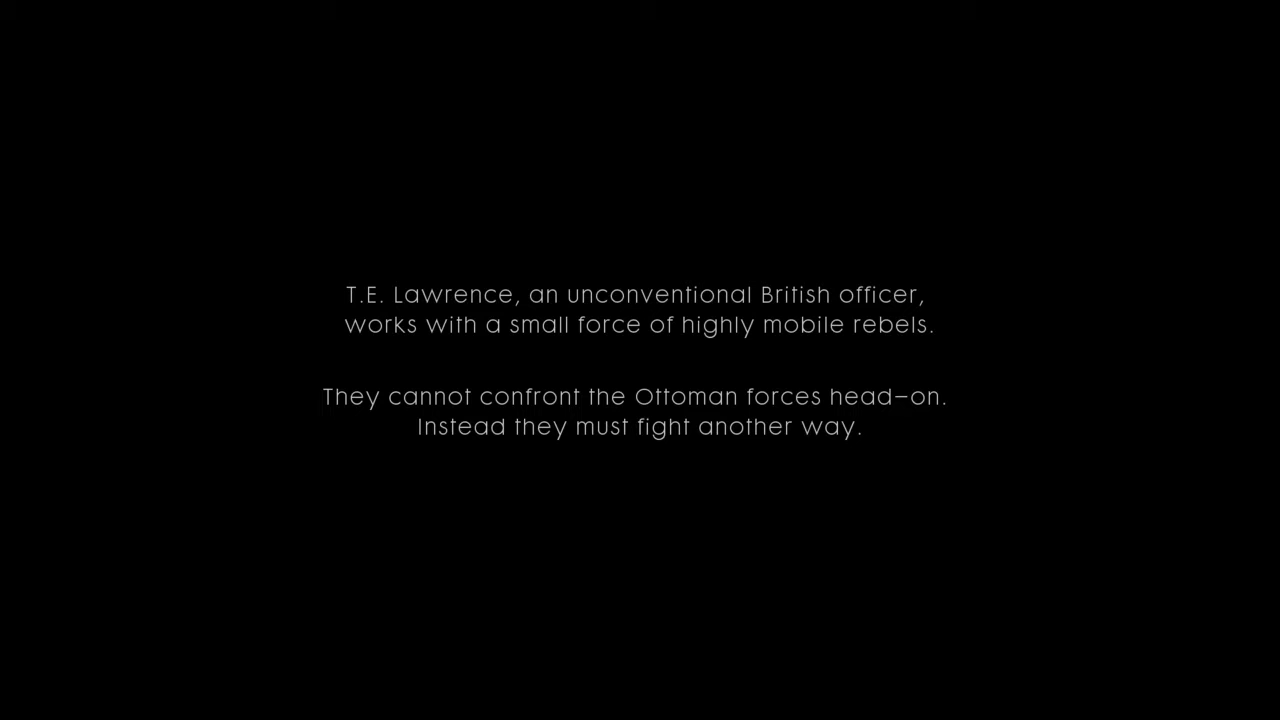 T.E. Lawrence, an unconventional British officer,
works with a small force of highly mobile rebels.
They cannot confront the Ottoman forces head-on.
Instead they must fight another way.